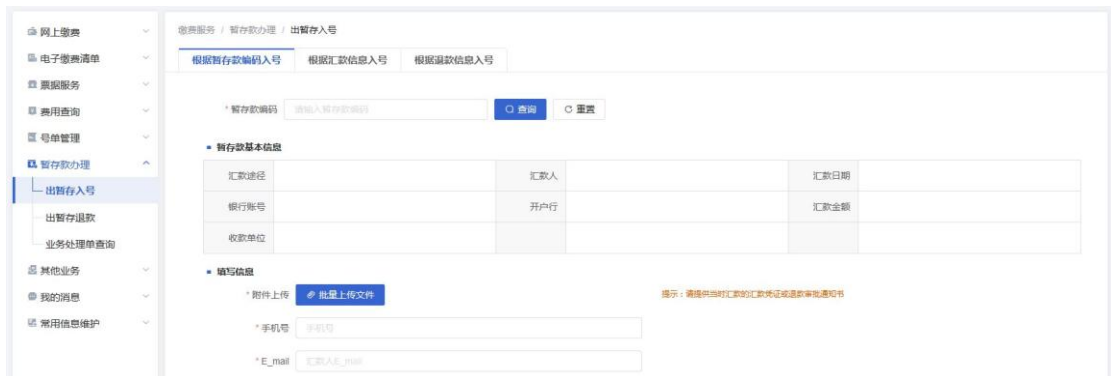 网上缴费
电子缴费清单
票据服务
费用查询
号单管理
暂存款办理
出暂存入号
出暂存退款
业务处理单查询
其他业务
我的消息
常用信息维护
缴费服务 / 暂存款办理 / 出暂存入号
根据暂存款编码入号 根据汇款信息入号 根据退款信息入号
*暂存款编码 请输入暂存款编码 查询 重置
暂存款基本信息
汇款途径 汇款人 汇款日期
银行账号 开户行 汇款金额
收款单位
填写信息
*附件上传 批量上传文件 提示：请提供当时汇款的汇款凭证或退款审批通知书
*手机号 手机号
*E_mail 汇款人E_mail